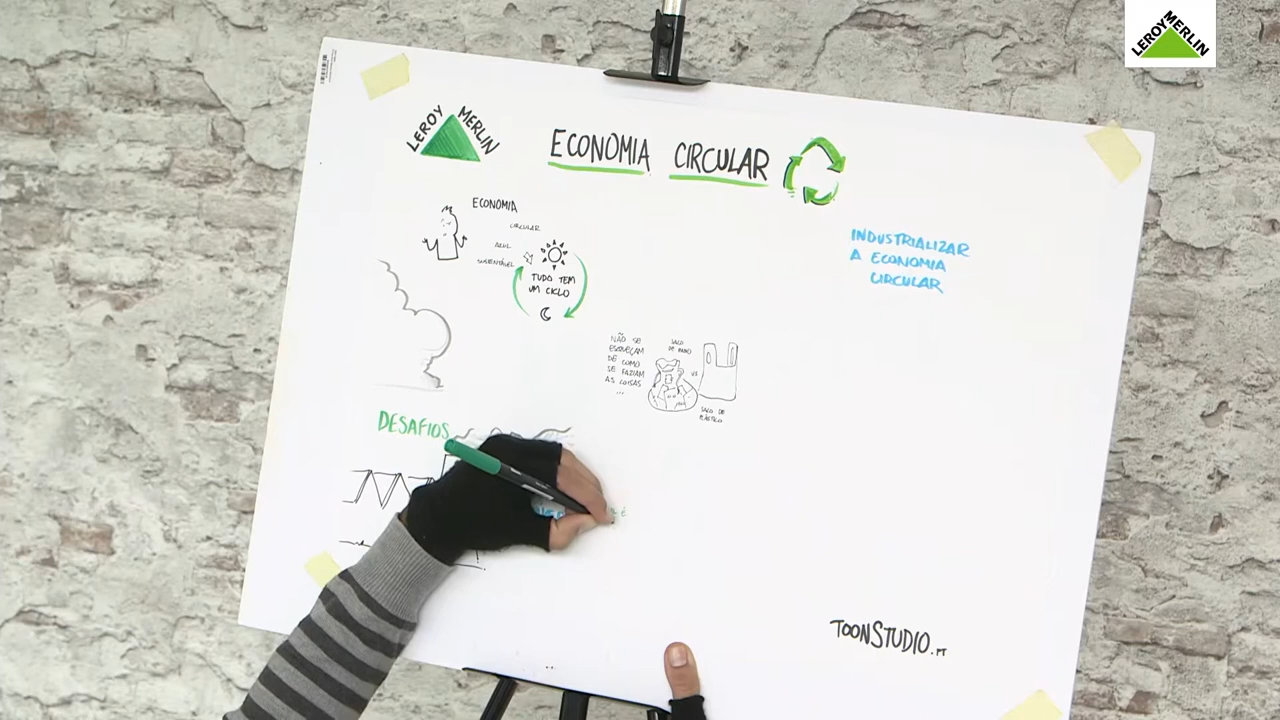 LEROY MERLIN
LEROY MERLIN
ECONOMIA CIRCULAR
ECONOMIA
CIRCULAR
AZUL
SUSTENTÁVEL
TUDO TEM
UM CICLO
INDUSTRIALIZAR
A ECONOMIA
CIRCULAR
NÃO SE
ESQUEÇAM
DE COMO
SE FAZIAM
AS COISAS
...
SACO
DE PANO
VS
SACO DE
PLÁSTICO
DESAFIOS
É
TOONSTUDIO.PT